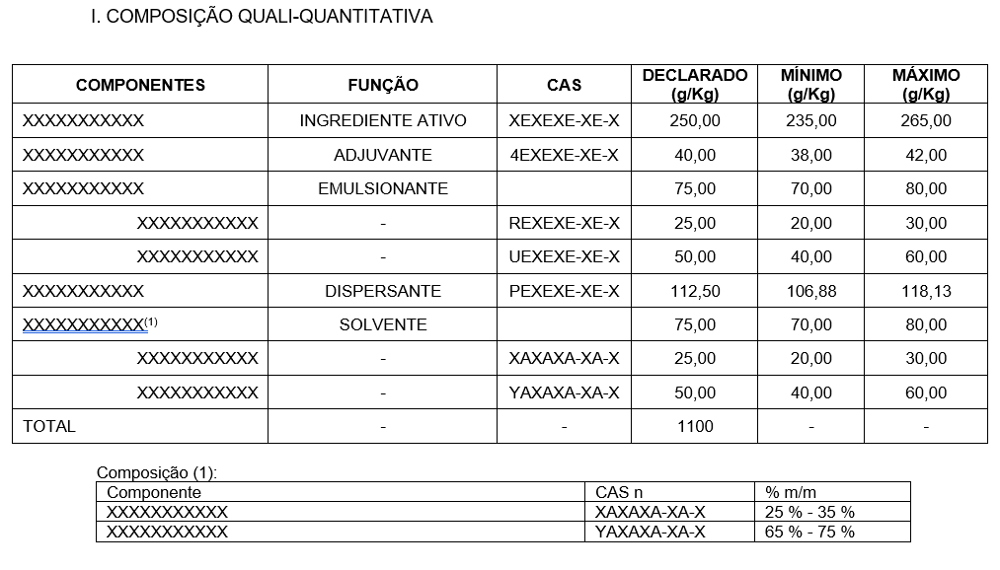 I. COMPOSIÇÃO QUALI-QUANTITATIVA
COMPONENTES FUNÇÃO CAS DECLARADO (g/Kg) MÍNIMO (g/Kg) MÁXIMO (g/Kg)
XXXXXXXXXXX INGREDIENTE ATIVO XEXEXE-XE-X 250,00 235,00 265,00
XXXXXXXXXXX ADJUVANTE 4EXEXE-XE-X 40,00 38,00 42,00
XXXXXXXXXXX EMULSIONANTE 75,00 70,00 80,00
XXXXXXXXXXX - REXEXE-XE-X 25,00 20,00 30,00
XXXXXXXXXXX - UEXEXE-XE-X 50,00 40,00 60,00
XXXXXXXXXXX DISPERSANTE PEXEXE-XE-X 112,50 106,88 118,13
XXXXXXXXXXX(1) SOLVENTE 75,00 70,00 80,00
XXXXXXXXXXX - XAXAXA-XA-X 25,00 20,00 30,00
XXXXXXXXXXX - YAXAXA-XA-X 50,00 40,00 60,00
TOTAL - - 1100 - -
Composição (1):
Componente CAS n % m/m
XXXXXXXXXXX XAXAXA-XA-X 25 % - 35 %
XXXXXXXXXXX YAXAXA-XA-X 65 % - 75 %